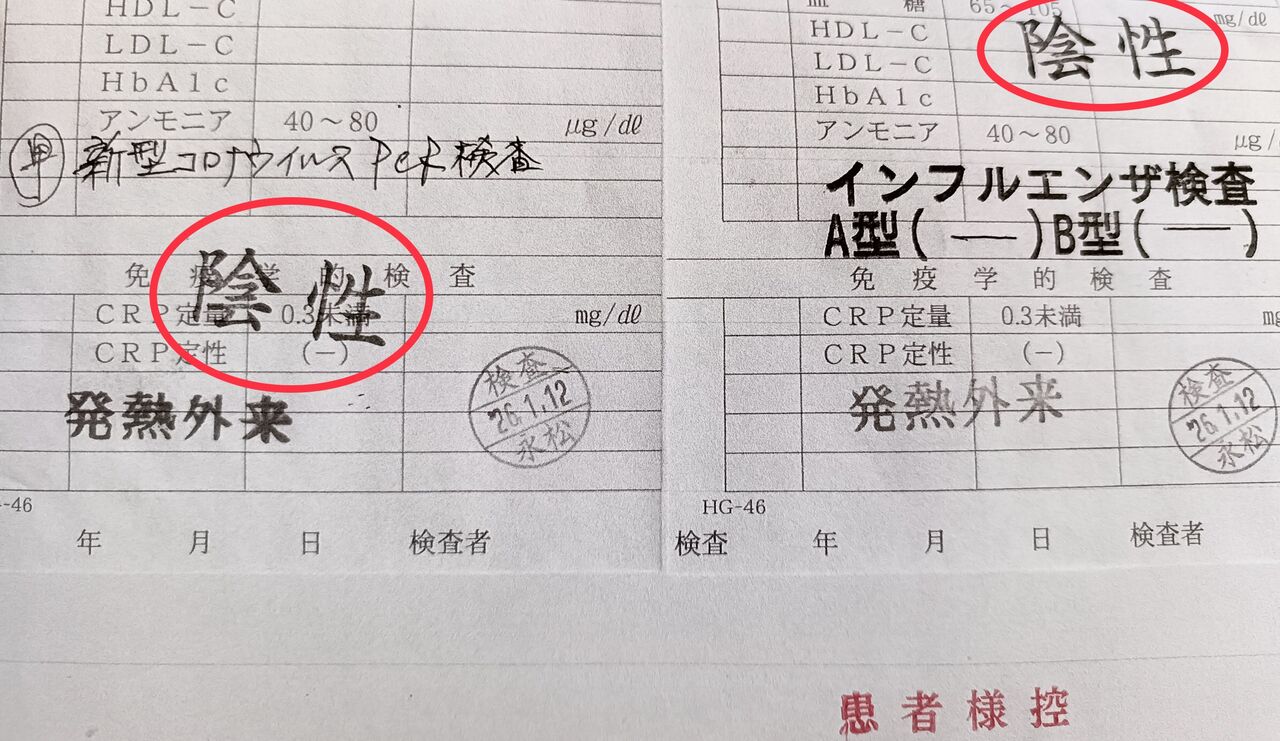 HDL-C
LDL-C
HbA1c
アンモニア 40～80 μg/dℓ
新型コロナウイルス PCR検査
陰性
免疫学的検査
CRP定量 0.3未満 mg/dℓ
CRP定性 (-)
発熱外来
検査
'26.1.12
永松
-46
年 月 日 検査者
糖 65～105 mg/dℓ
HDL-C
陰性
LDL-C
HbA1c
アンモニア 40～80 μg/d
インフルエンザ検査
A型(—)B型(—)
免疫学的検査
CRP定量 0.3未満 mg
CRP定性 (-)
発熱外来
検査
'26.1.12
永松
HG-46
検査 年 月 日 検査者
患者様控